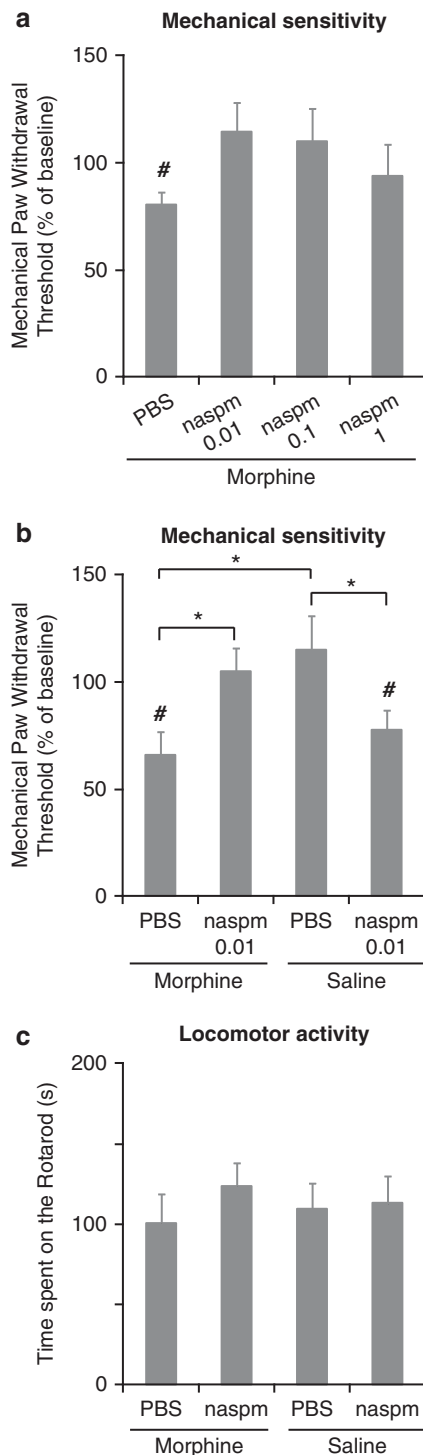 a
Mechanical sensitivity
Mechanical Paw Withdrawal
Threshold (% of baseline)
150
100
50
0
#
PBS
naspm
0.01
naspm
0.1
naspm
1
Morphine
b
Mechanical sensitivity
Mechanical Paw Withdrawal
Threshold (% of baseline)
150
100
50
0
*
*
*
#
#
PBS
naspm
0.01
PBS
naspm
0.01
Morphine
Saline
c
Locomotor activity
Time spent on the Rotarod (s)
200
100
0
PBS
naspm
PBS
naspm
Morphine
Saline